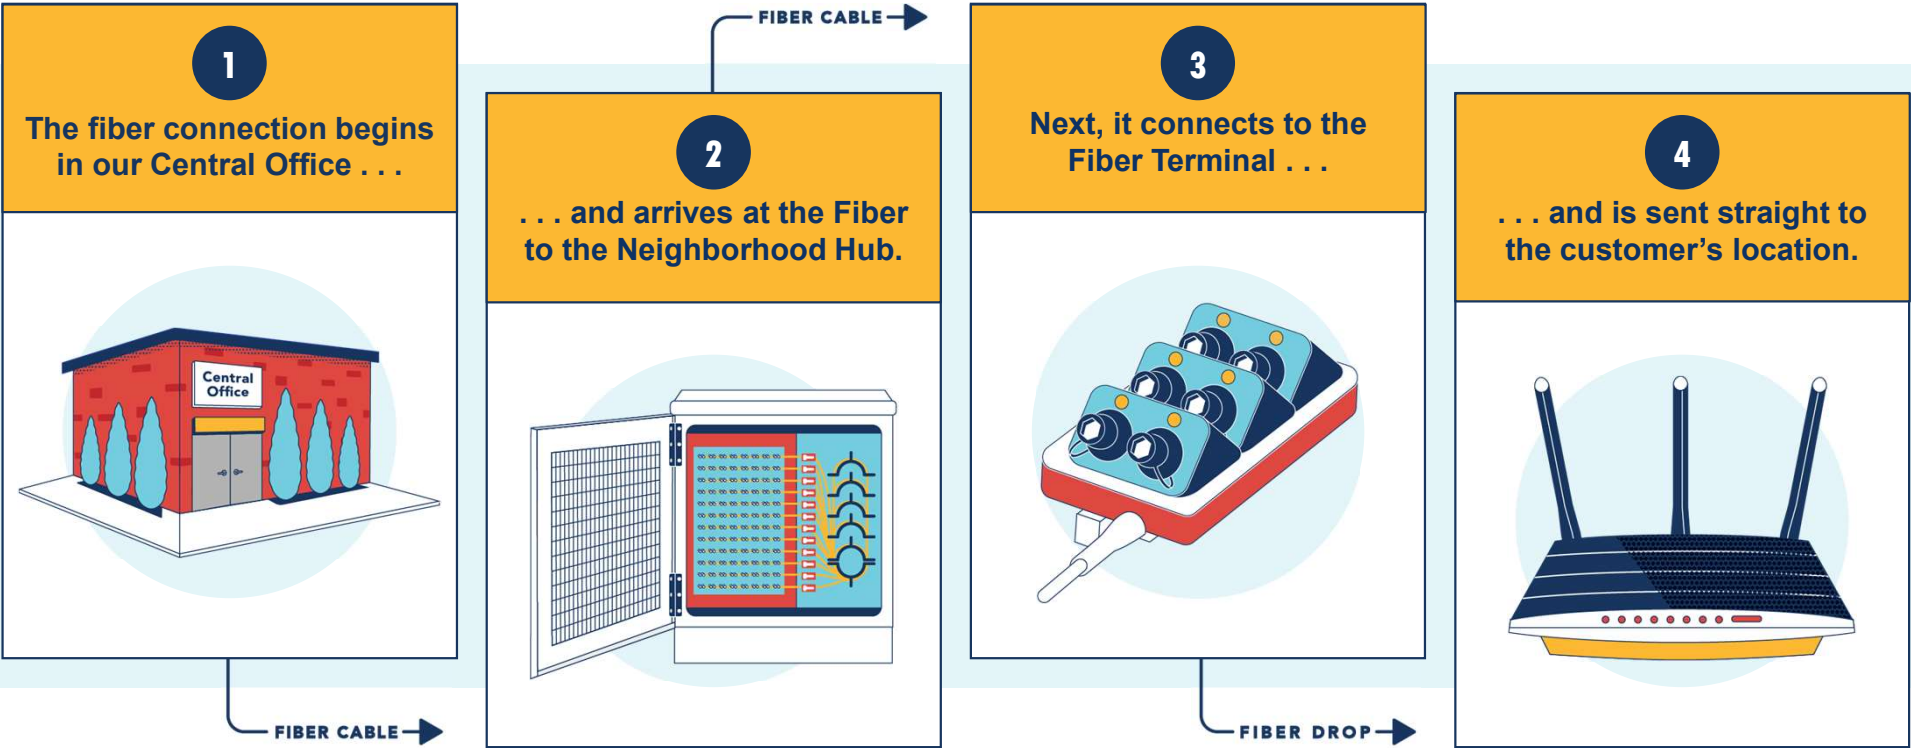 1
The fiber connection begins
in our Central Office . . .
Central
Office
FIBER CABLE
2
. . . and arrives at the Fiber
to the Neighborhood Hub.
FIBER CABLE
3
Next, it connects to the
Fiber Terminal . . .
FIBER DROP
4
. . . and is sent straight to
the customer’s location.